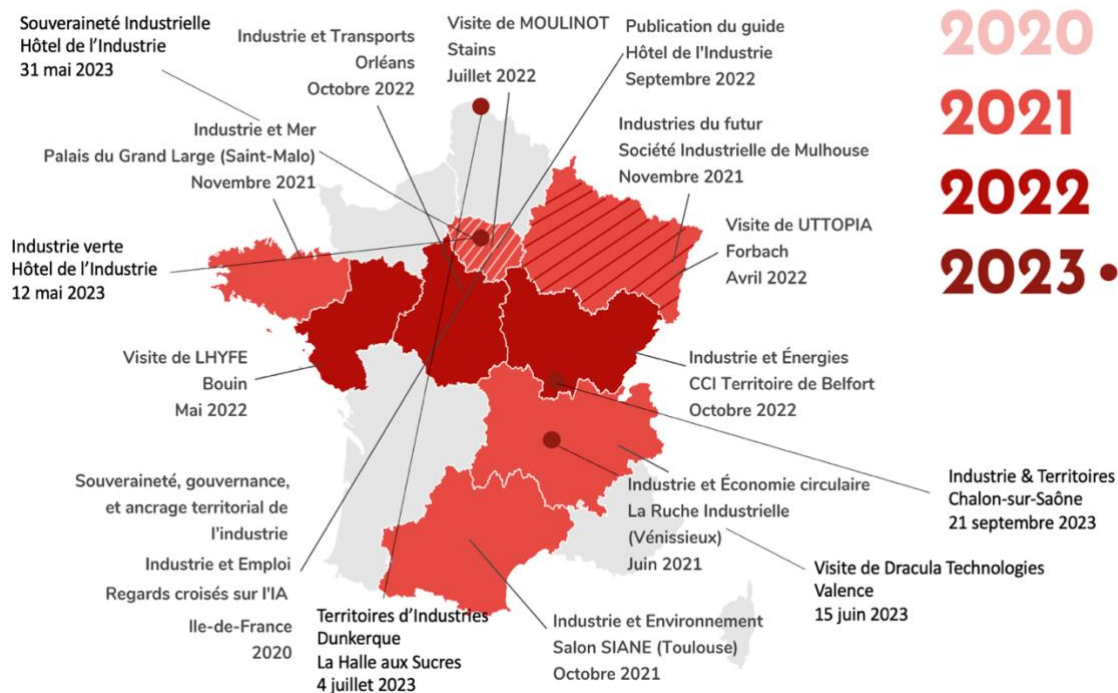 Souveraineté Industrielle
Hôtel de l’Industrie
31 mai 2023
Industrie et Transports
Orléans
Octobre 2022
Visite de MOULINOT
Stains
Juillet 2022
Publication du guide
Hôtel de l'Industrie
Septembre 2022
2020
2021
2022
2023
Industrie et Mer
Palais du Grand Large (Saint-Malo)
Novembre 2021
Industries du futur
Société Industrielle de Mulhouse
Novembre 2021
Industrie verte
Hôtel de l’Industrie
12 mai 2023
Visite de UTTOPIA
Forbach
Avril 2022
Visite de LHYFE
Bouin
Mai 2022
Industrie et Énergies
CCI Territoire de Belfort
Octobre 2022
Souveraineté, gouvernance,
et ancrage territorial de
l’industrie
Industrie et Emploi
Regards croisés sur l'IA
Ile-de-France
2020
Territoires d’Industries
Dunkerque
La Halle aux Sucres
4 juillet 2023
Industrie et Économie circulaire
La Ruche Industrielle
(Vénissieux)
Juin 2021
Industrie & Territoires
Chalon-sur-Saône
21 septembre 2023
Visite de Dracula Technologies
Valence
15 juin 2023
Industrie et Environnement
Salon SIANE (Toulouse)
Octobre 2021